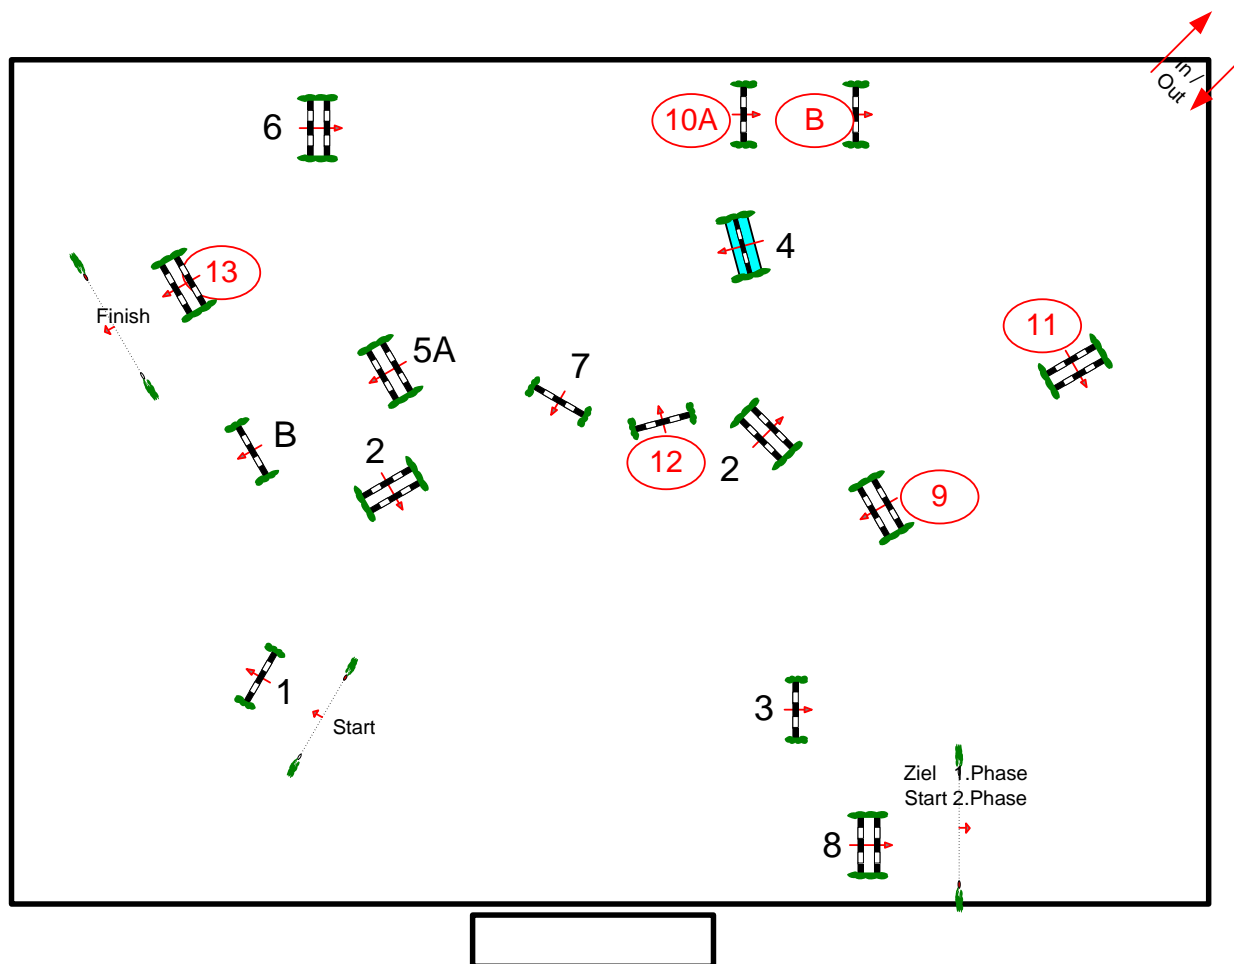 In /
Out
10A
B
6
4
13
Finish
11
5A
7
B
2
12
2
9
1
Start
3
Ziel 1.Phase
Start 2.Phase
8